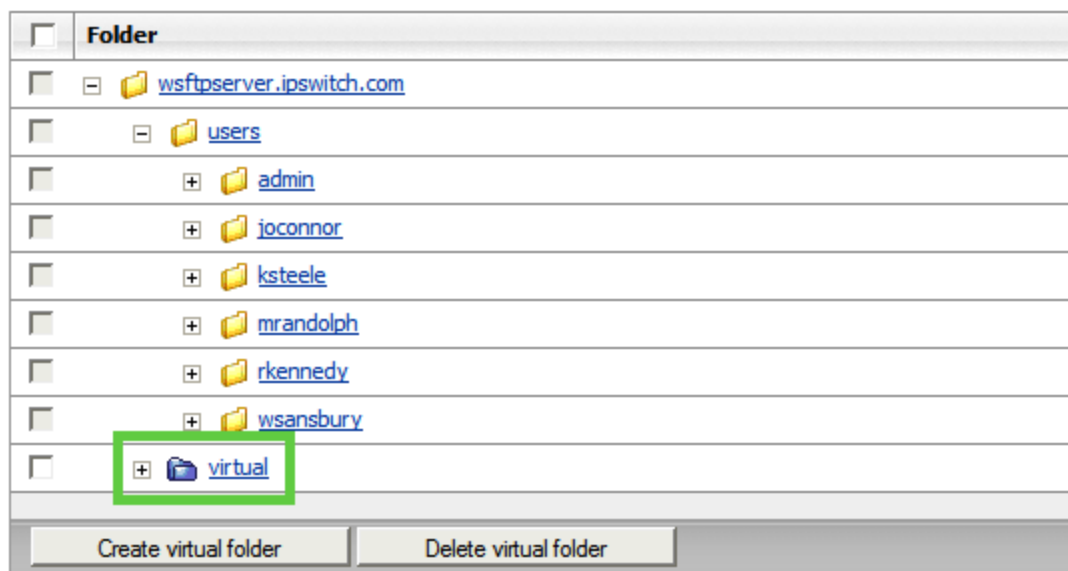 Folder
wsftpserver.ipswitch.com
users
admin
joconnor
ksteele
mrandolph
rkennedy
wsansbury
virtual
Create virtual folder Delete virtual folder